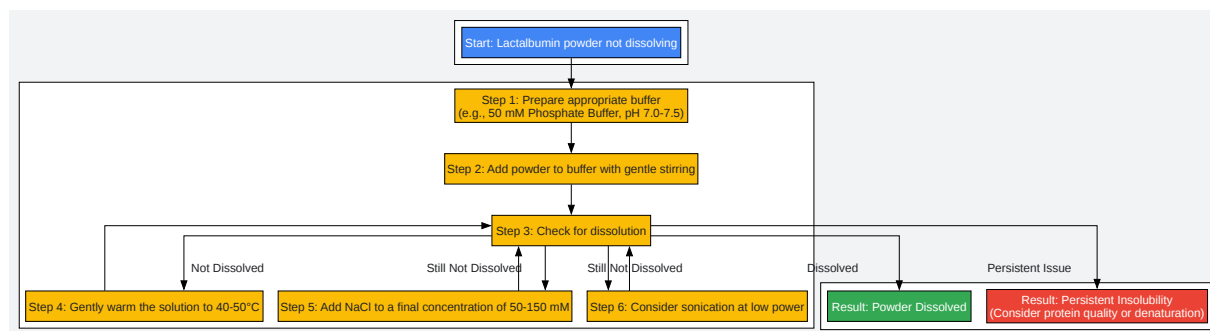 Start: Lactalbumin powder not dissolving
Step 1: Prepare appropriate buffer
(e.g., 50 mM Phosphate Buffer, pH 7.0-7.5)
Step 2: Add powder to buffer with gentle stirring
Step 3: Check for dissolution
Not Dissolved
Still Not Dissolved
Still Not Dissolved
Dissolved
Persistent Issue
Step 4: Gently warm the solution to 40-50°C
Step 5: Add NaCl to a final concentration of 50-150 mM
Step 6: Consider sonication at low power
Result: Powder Dissolved
Result: Persistent Insolubility
(Consider protein quality or denaturation)